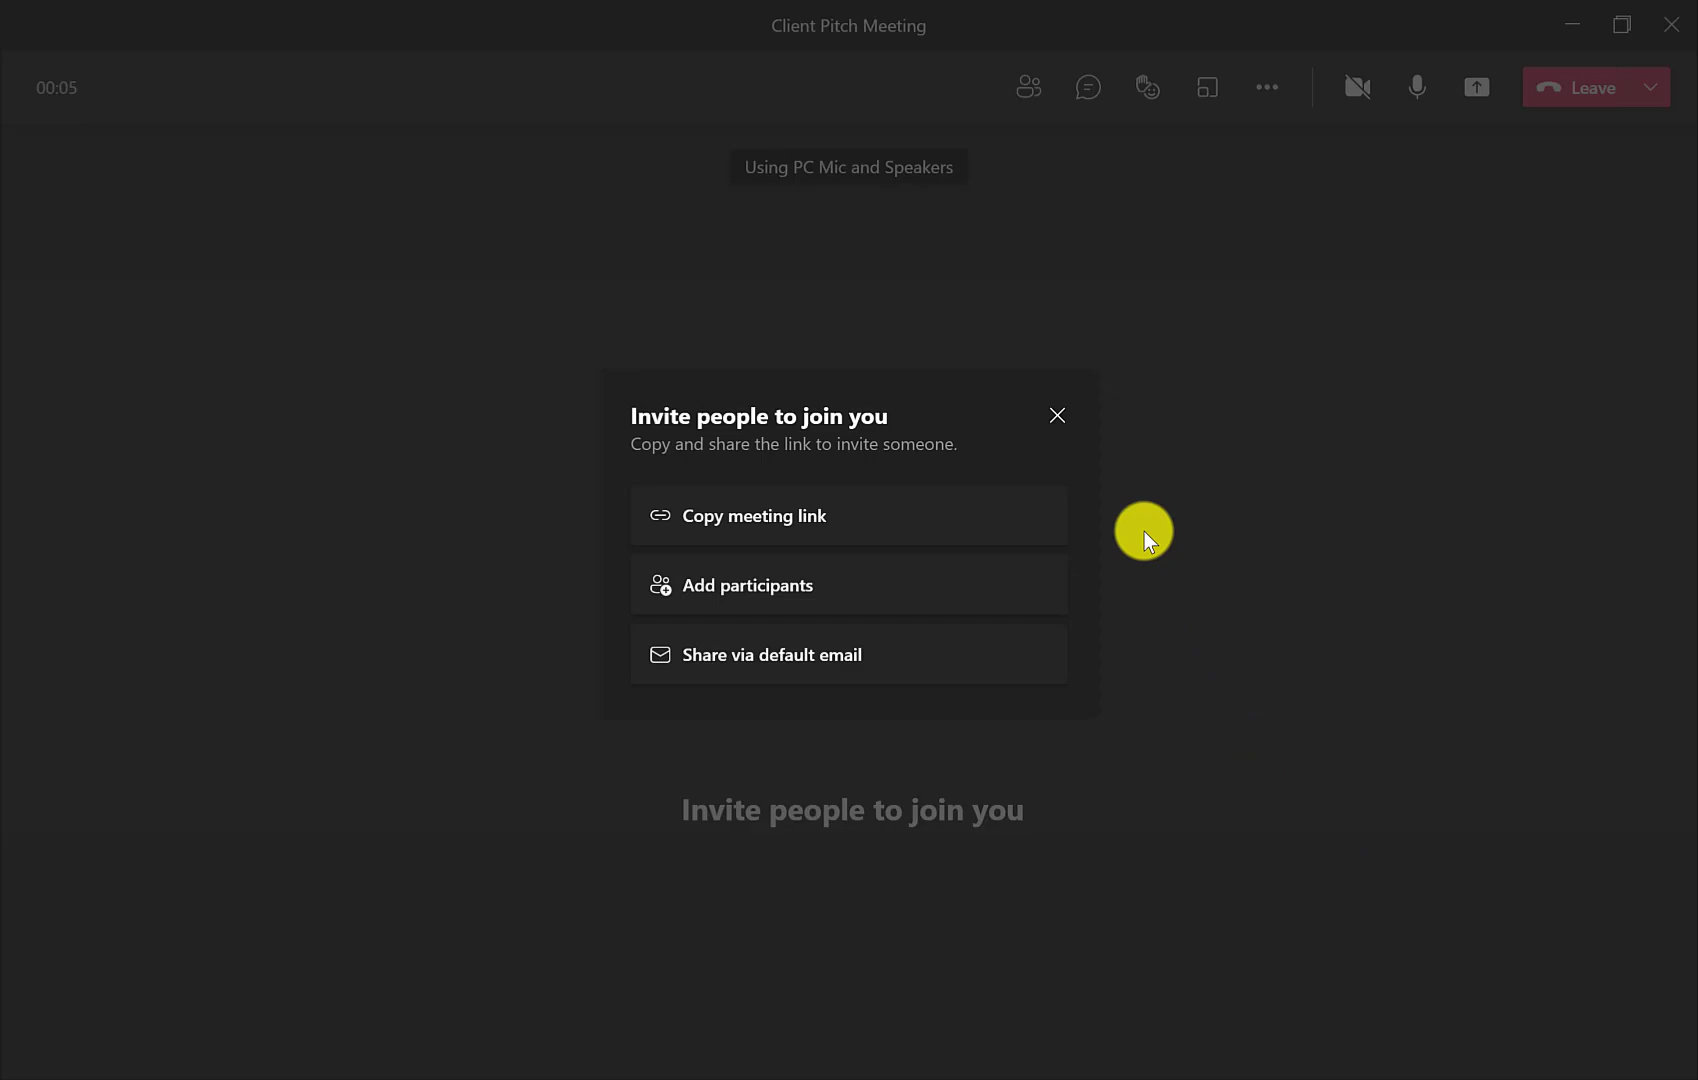 Client Pitch Meeting
00:05
Leave
Using PC Mic and Speakers
Invite people to join you
Copy and share the link to invite someone.
Copy meeting link
Add participants
Share via default email
Invite people to join you